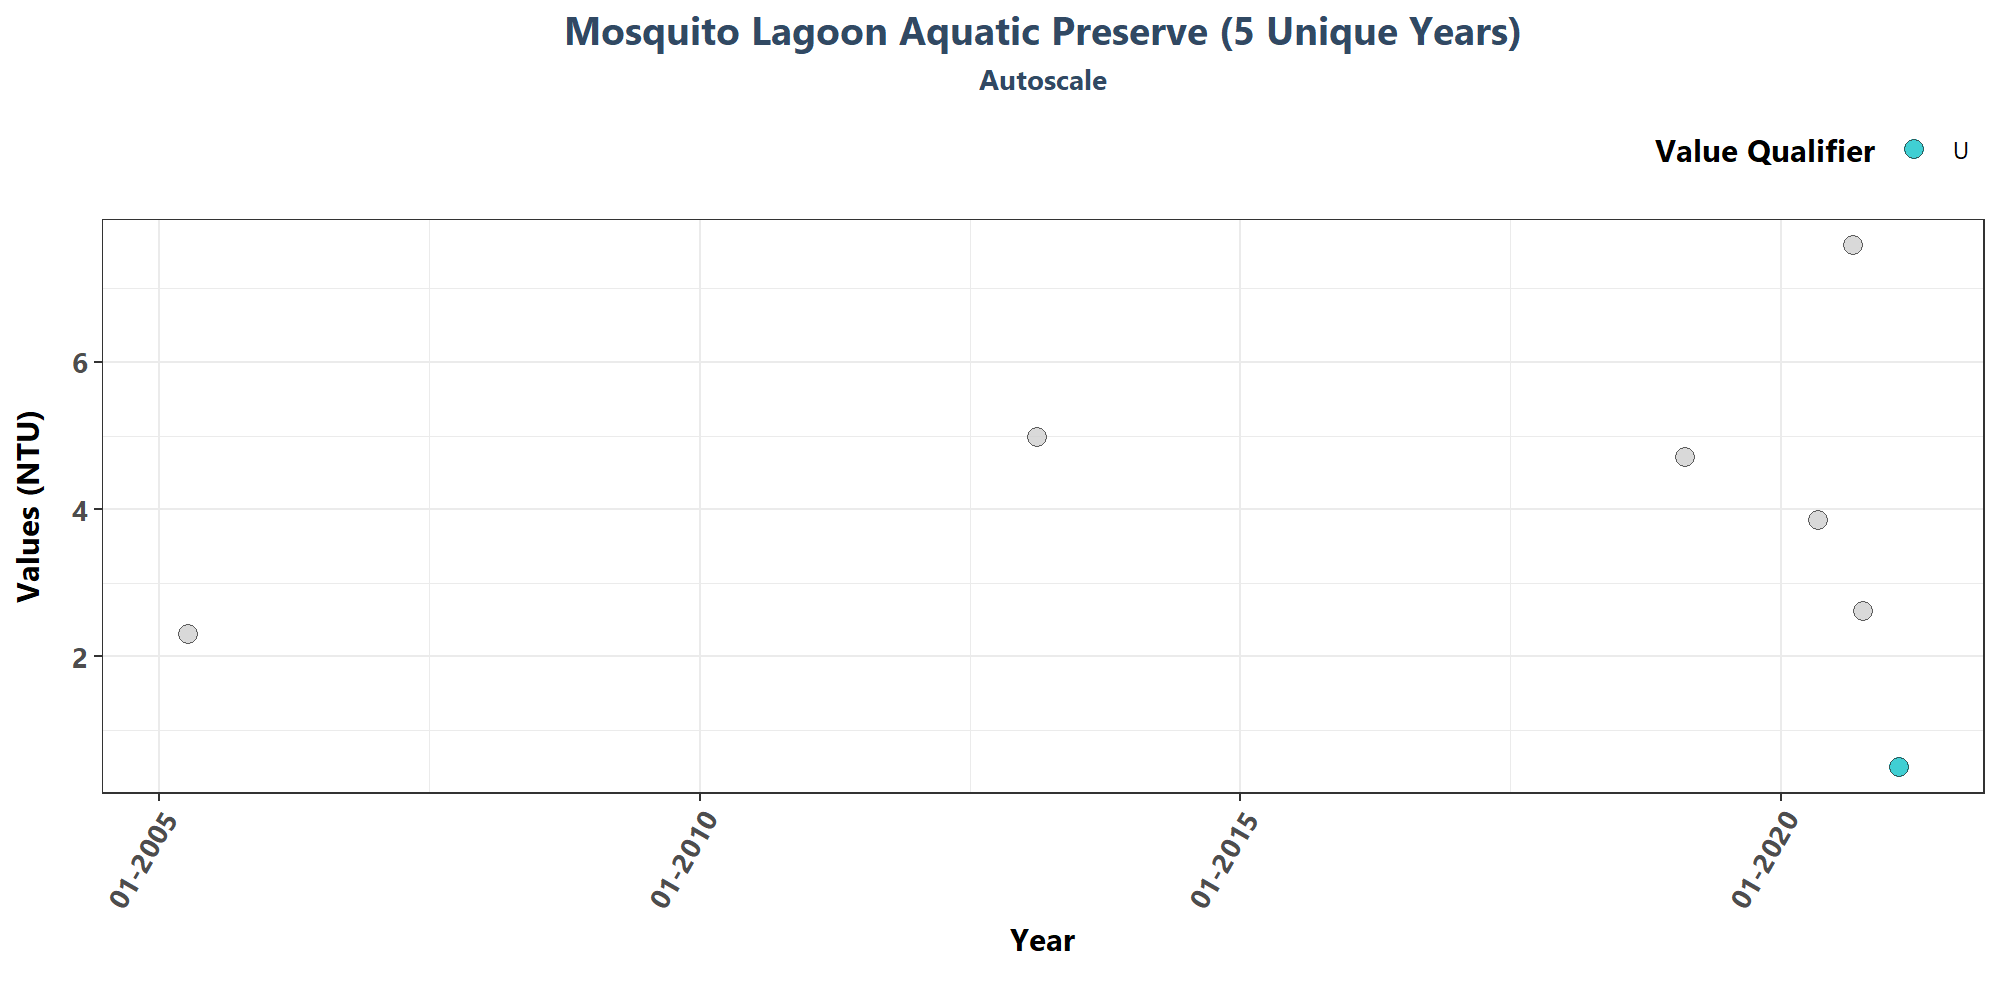 Mosquito Lagoon Aquatic Preserve (5 Unique Years)
Autoscale
Value Qualifier U
Values (NTU)
6
4
2
01-2005 01-2010 01-2015 01-2020
Year